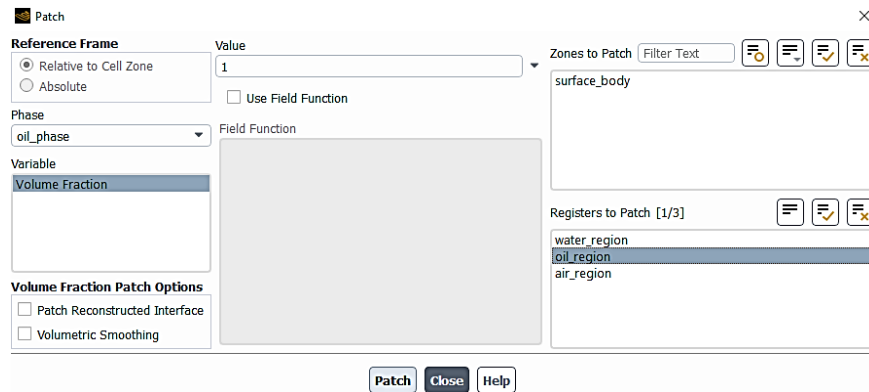 Patch
Reference Frame
Relative to Cell Zone
Absolute
Phase
oil_phase
Variable
Volume Fraction
Volume Fraction Patch Options
Patch Reconstructed Interface
Volumetric Smoothing
Value
1
Use Field Function
Field Function
Zones to Patch Filter Text
surface_body
Registers to Patch [1/3]
water_region
oil_region
air_region
Patch Close Help